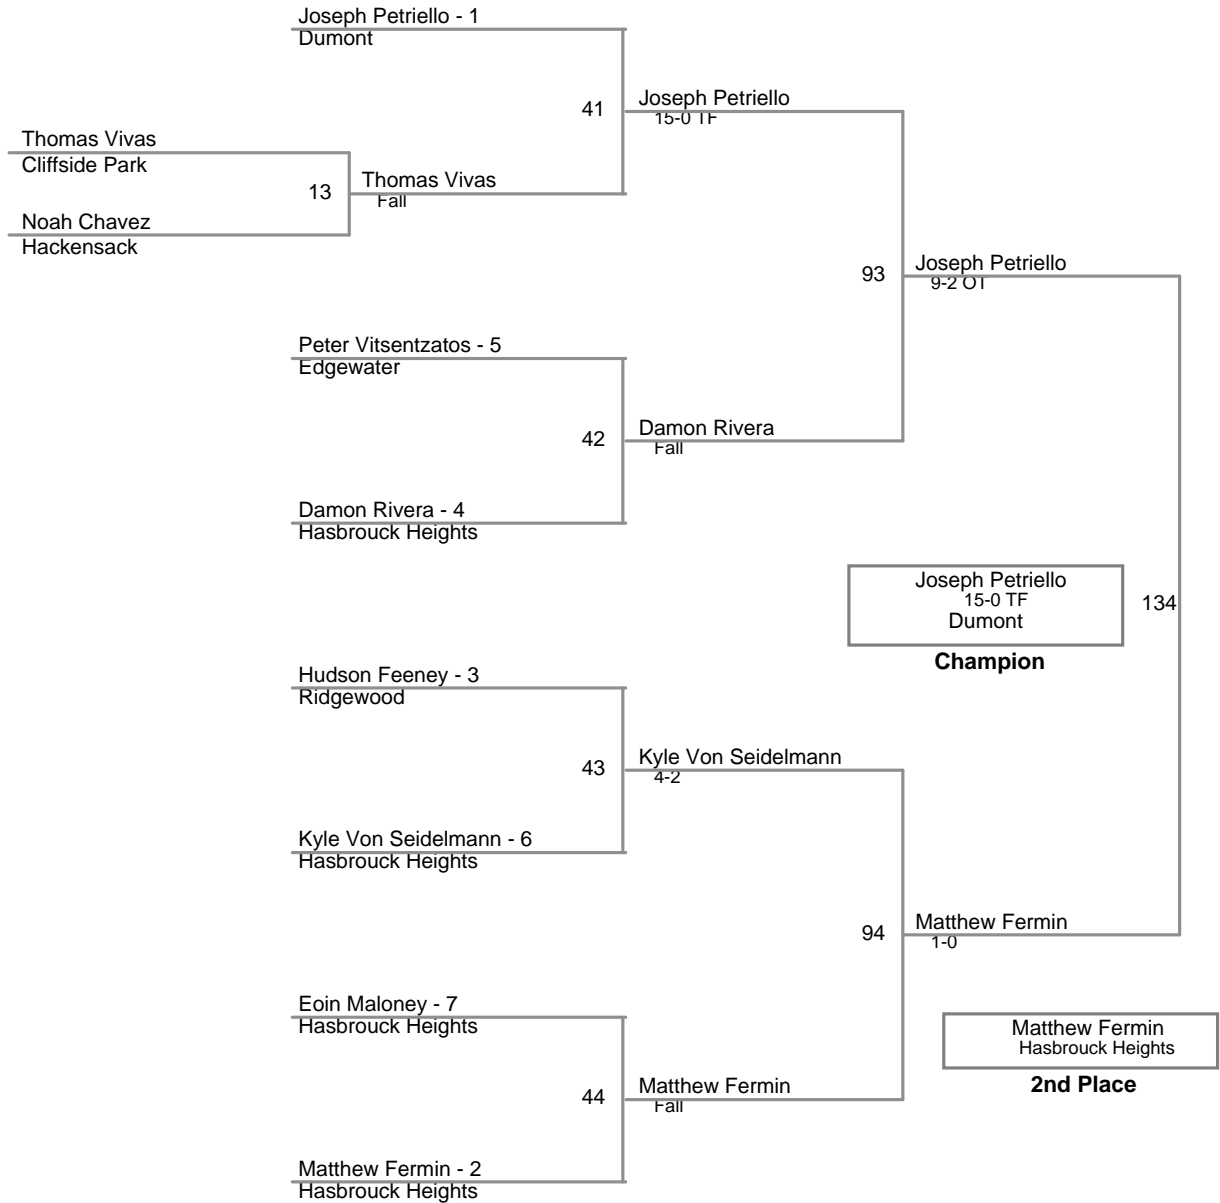 Joseph Petriello - 1
Dumont
41
Joseph Petriello
15-0 TF
Thomas Vivas
Cliffside Park
13
Thomas Vivas
Fall
Noah Chavez
Hackensack
93
Joseph Petriello
9-2 OT
Peter Vitsentzatos - 5
Edgewater
42
Damon Rivera
Fall
Damon Rivera - 4
Hasbrouck Heights
Joseph Petriello
15-0 TF
Dumont
134
Champion
Hudson Feeney - 3
Ridgewood
43
Kyle Von Seidelmann
4-2
Kyle Von Seidelmann - 6
Hasbrouck Heights
94
Matthew Fermin
1-0
Eoin Maloney - 7
Hasbrouck Heights
Matthew Fermin
Hasbrouck Heights
2nd Place
44
Matthew Fermin
Fall
Matthew Fermin - 2
Hasbrouck Heights